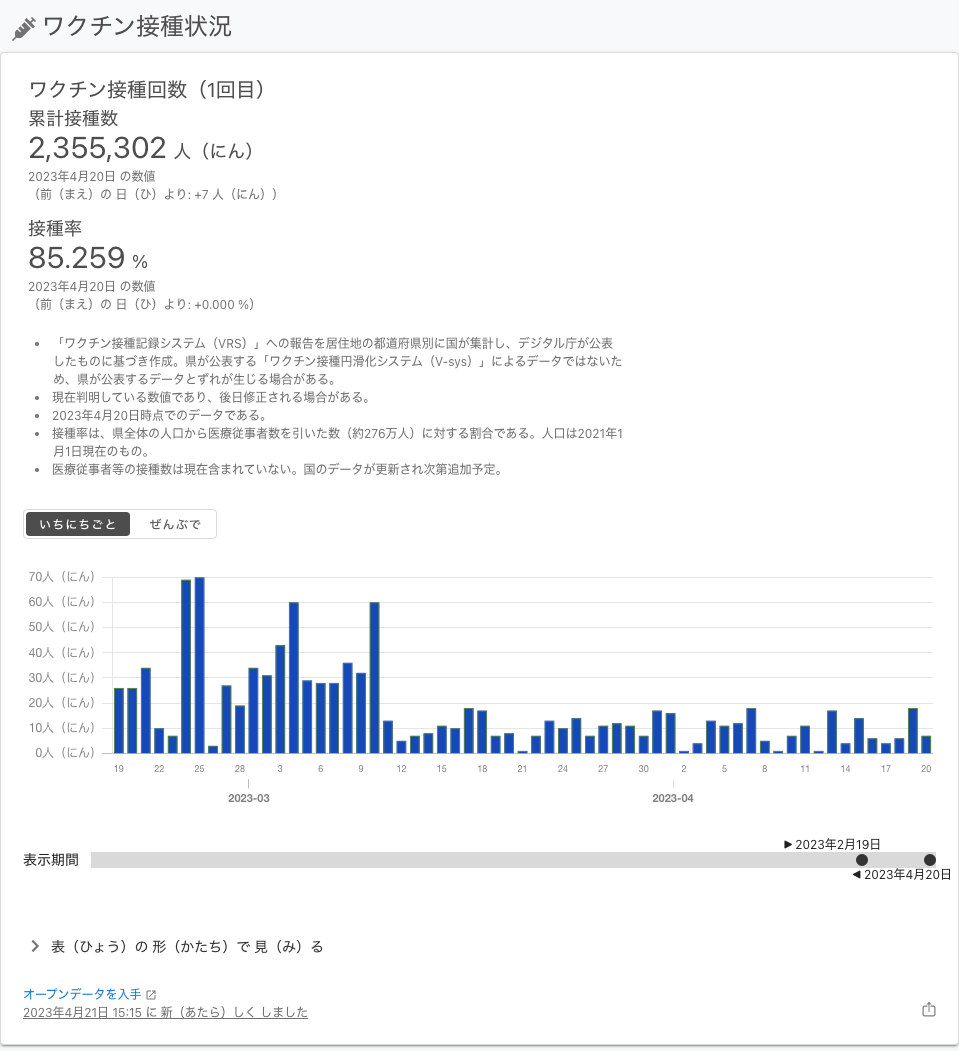 ワクチン接種状況
ワクチン接種回数（1回目）
累計接種数
2,355,302 人（にん）
2023年4月20日 の数値
（前（まえ）の 日（ひ）より: +7 人（にん））
接種率
85.259 %
2023年4月20日 の数値
（前（まえ）の 日（ひ）より: +0.000 %）
• 「ワクチン接種記録システム（VRS）」への報告を居住地の都道府県別に国が集計し、デジタル庁が公表
したものに基づき作成。県が公表する「ワクチン接種円滑化システム（V-sys）」によるデータではないた
め、県が公表するデータとずれが生じる場合がある。
• 現在判明している数値であり、後日修正される場合がある。
• 2023年4月20日時点でのデータである。
• 接種率は、県全体の人口から医療従事者数を引いた数（約276万人）に対する割合である。人口は2021年1
月1日現在のもの。
• 医療従事者等の接種数は現在含まれていない。国のデータが更新され次第追加予定。
いちにちごと ぜんぶで
70人（にん）
60人（にん）
50人（にん）
40人（にん）
30人（にん）
20人（にん）
10人（にん）
0人（にん）
19 22 25 28 3 6 9 12 15 18 21 24 27 30 2 5 8 11 14 17 20
2023-03 2023-04
▶ 2023年2月19日
表示期間
◀ 2023年4月20日
表（ひょう）の 形（かたち）で 見（み）る
オープンデータを入手
2023年4月21日 15:15 に 新（あたら）しく しました